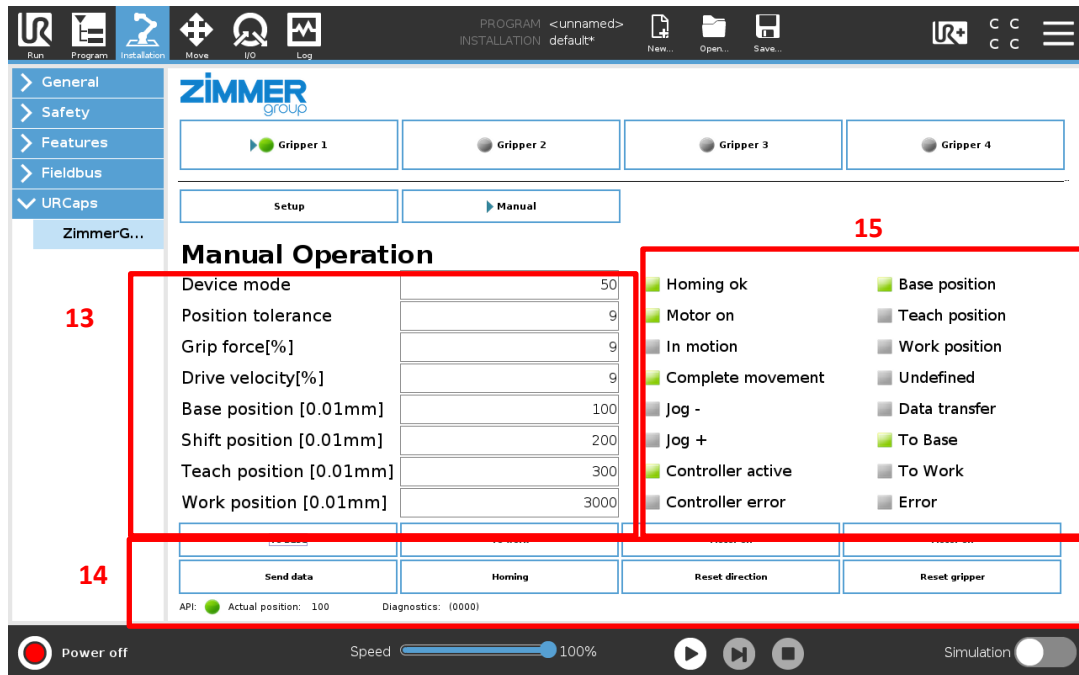 PROGRAM <unnamed>
INSTALLATION default*
Run Program Installation Move I/O Log New... Open... Save...
UR UR+ C C
C C
General
Safety
Features
Fieldbus
URCaps
ZimmerG...
ZİMMER
group
Gripper 1 Gripper 2 Gripper 3 Gripper 4
Setup Manual
15
Manual Operation
13
Device mode 50 Homing ok Base position
Position tolerance 9 Motor on Teach position
Grip force[%] 9 In motion Work position
Drive velocity[%] 9 Complete movement Undefined
Base position [0.01mm] 100 Jog - Data transfer
Shift position [0.01mm] 200 Jog + To Base
Teach position [0.01mm] 300 Controller active To Work
Work position [0.01mm] 3000 Controller error Error
14
Send data Homing Reset direction Reset gripper
API: Actual position: 100 Diagnostics: (0000)
Power off Speed 100% Simulation